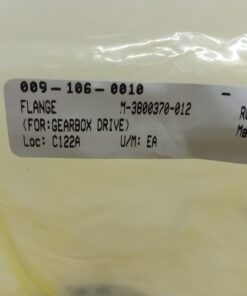 009-106-0010 -
FLANGE M-3800370-012
(FOR:GEARBOX DRIVE)
Loc: C122A U/M: EA